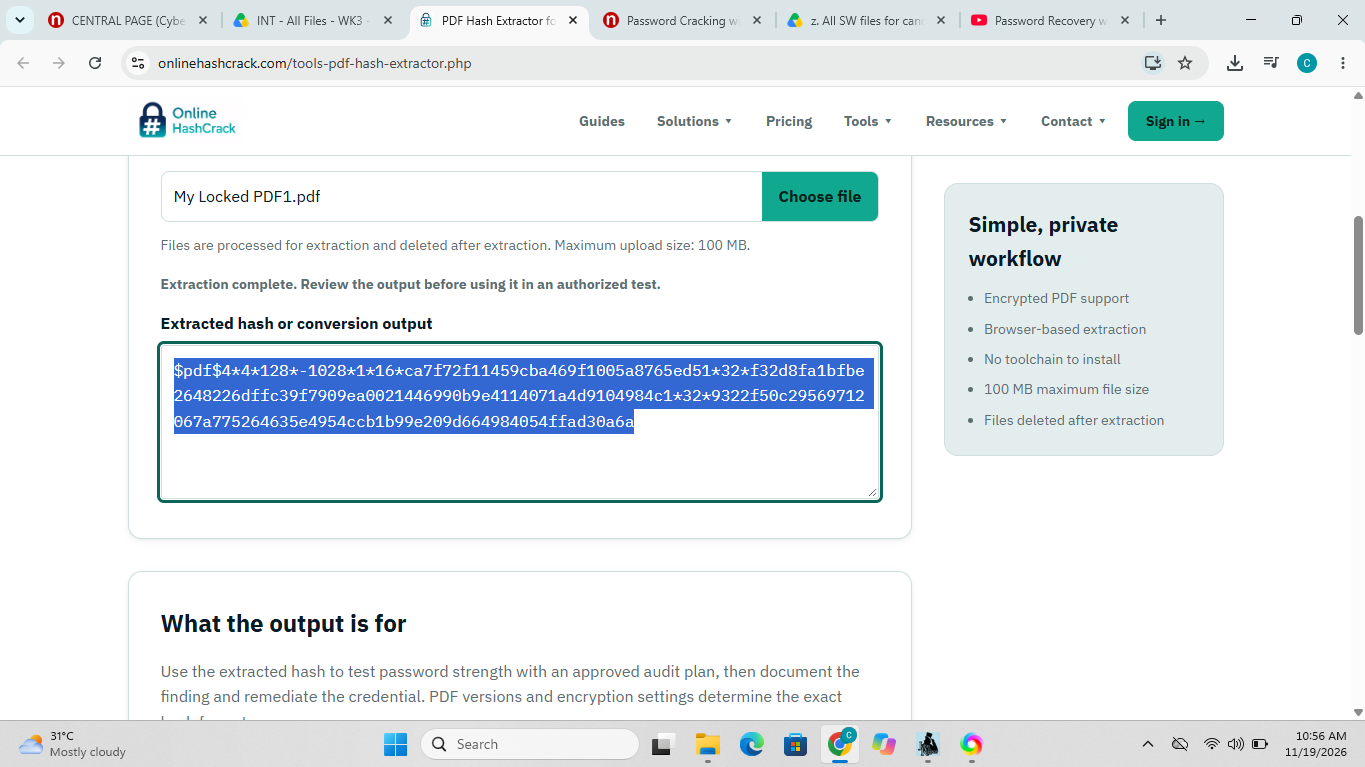 CENTRAL PAGE (Cybe
INT - All Files - WK3 -
PDF Hash Extractor fo
Password Cracking wi
z. All SW files for can
Password Recovery w
onlinehashcrack.com/tools-pdf-hash-extractor.php
C
Online
HashCrack
Guides
Solutions
Pricing
Tools
Resources
Contact
Sign in →
My Locked PDF1.pdf
Choose file
Files are processed for extraction and deleted after extraction. Maximum upload size: 100 MB.
Extraction complete. Review the output before using it in an authorized test.
Extracted hash or conversion output
$pdf$4*4*128*-1028*1*16*ca7f72f11459cba469f1005a8765ed51*32*f32d8fa1bfbe
2648226dffc39f7909ea0021446990b9e4114071a4d9104984c1*32*9322f50c29569712
067a775264635e4954ccb1b99e209d664984054ffad30a6a
Simple, private
workflow
• Encrypted PDF support
• Browser-based extraction
• No toolchain to install
• 100 MB maximum file size
• Files deleted after extraction
What the output is for
Use the extracted hash to test password strength with an approved audit plan, then document the
finding and remediate the credential. PDF versions and encryption settings determine the exact
31°C
Mostly cloudy
Search
C
10:56 AM
11/19/2026